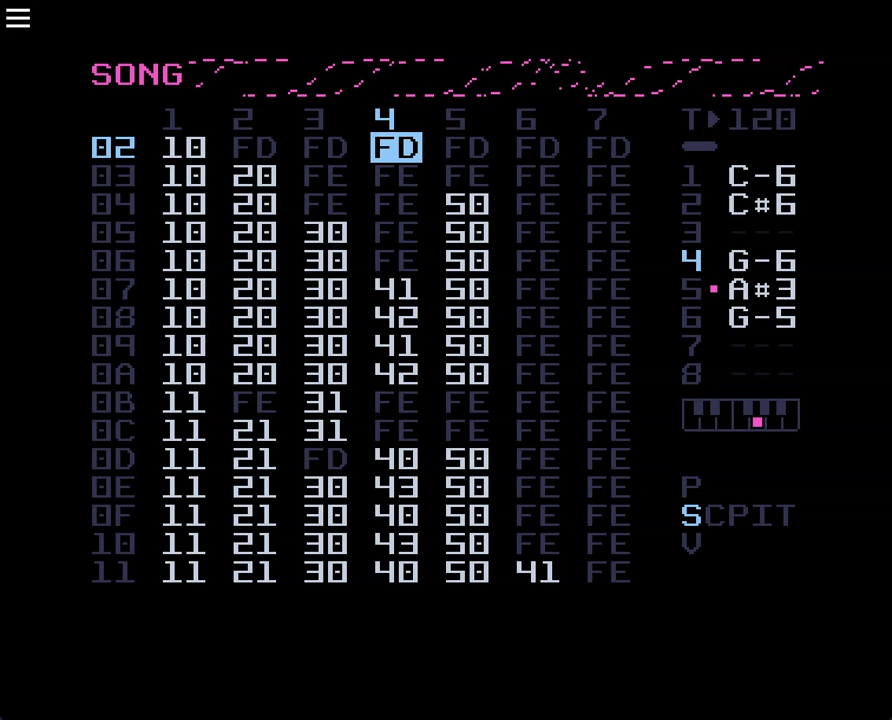 SONG
1 2 3 4 5 6 7 T 120
02 10 FD FD FD FD FD FD
03 10 20 FE FE FE FE FE 1 C-6
04 10 20 FE FE 50 FE FE 2 C#6
05 10 20 30 FE 50 FE FE 3 ---
06 10 20 30 FE 50 FE FE 4 G-6
07 10 20 30 41 50 FE FE 5 A#3
08 10 20 30 42 50 FE FE 6 G-5
09 10 20 30 41 50 FE FE 7 ---
0A 10 20 30 42 50 FE FE 8 ---
0B 11 FE 31 FE FE FE FE
0C 11 21 31 FE FE FE FE
0D 11 21 FD 40 50 FE FE
0E 11 21 30 43 50 FE FE P
0F 11 21 30 40 50 FE FE SCPIT
10 11 21 30 43 50 FE FE V
11 11 21 30 40 50 41 FE